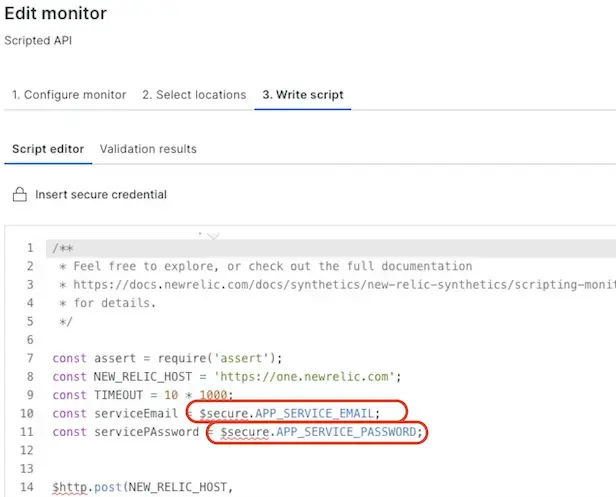 Edit monitor
Scripted API
1. Configure monitor 2. Select locations 3. Write script
Script editor Validation results
Insert secure credential
1 /**
2 * Feel free to explore, or check out the full documentation
3 * https://docs.newrelic.com/docs/synthetics/new-relic-synthetics/scripting-monit
4 * for details.
5 */
6
7 const assert = require('assert');
8 const NEW_RELIC_HOST = 'https://one.newrelic.com';
9 const TIMEOUT = 10 * 1000;
10 const serviceEmail = $secure.APP_SERVICE_EMAIL;
11 const servicePAssword = $secure.APP_SERVICE_PASSWORD;
12
13
14 $http.post(NEW_RELIC_HOST,